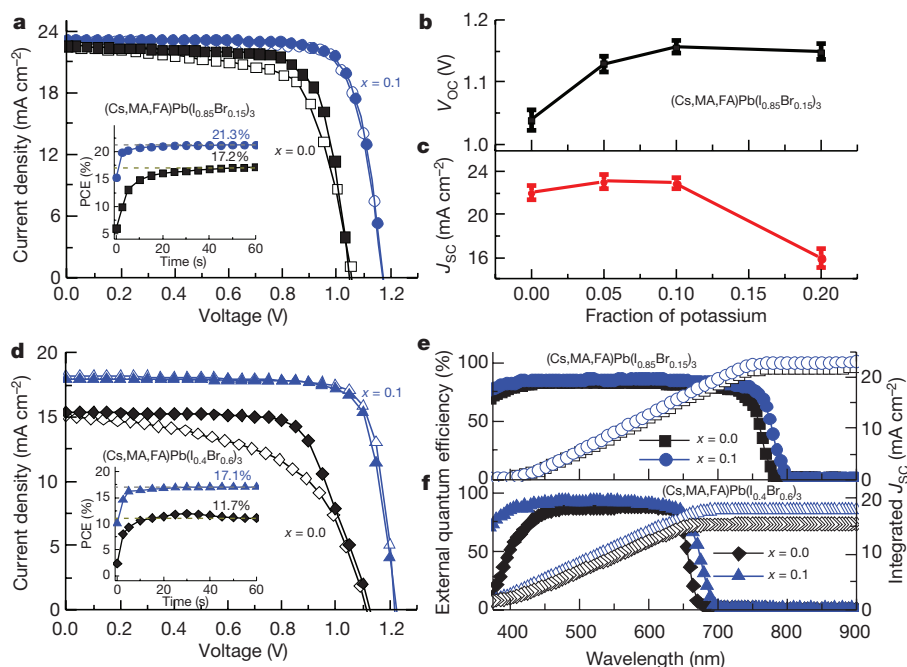 a
24
18
12
6
0
Current density (mA cm−2)
x = 0.1
(Cs,MA,FA)Pb(I0.85Br0.15)3
21.3%
17.2%
x = 0.0
25
20
15
10
5
PCE (%)
0 20 40 60
Time (s)
0.0 0.2 0.4 0.6 0.8 1.0 1.2
Voltage (V)
b
1.2
1.1
1.0
VOC (V)
(Cs,MA,FA)Pb(I0.85Br0.15)3
c
24
20
16
JSC (mA cm−2)
0.00 0.05 0.10 0.15 0.20
Fraction of potassium
d
20
15
10
5
0
Current density (mA cm−2)
x = 0.1
(Cs,MA,FA)Pb(I0.4Br0.6)3
17.1%
11.7%
x = 0.0
20
15
10
5
0
PCE (%)
0 20 40 60
Time (s)
0.0 0.2 0.4 0.6 0.8 1.0 1.2
Voltage (V)
e
(Cs,MA,FA)Pb(I0.85Br0.15)3
100
50
0
x = 0.0
x = 0.1
20
10
0
f
(Cs,MA,FA)Pb(I0.4Br0.6)3
100
50
0
x = 0.0
x = 0.1
20
10
0
External quantum efficiency (%)
Integrated JSC (mA cm−2)
400 500 600 700 800 900
Wavelength (nm)